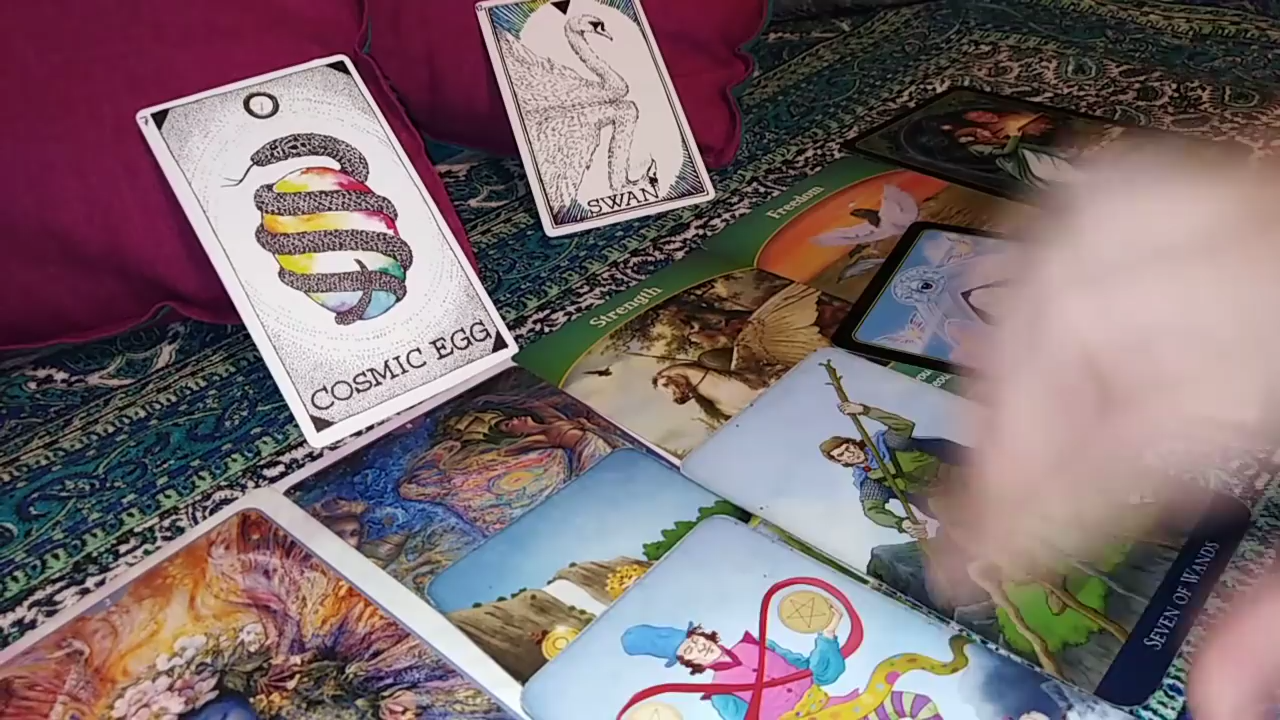 COSMIC EGG
SWAN
Freedom
Strength
SEVEN OF WANDS